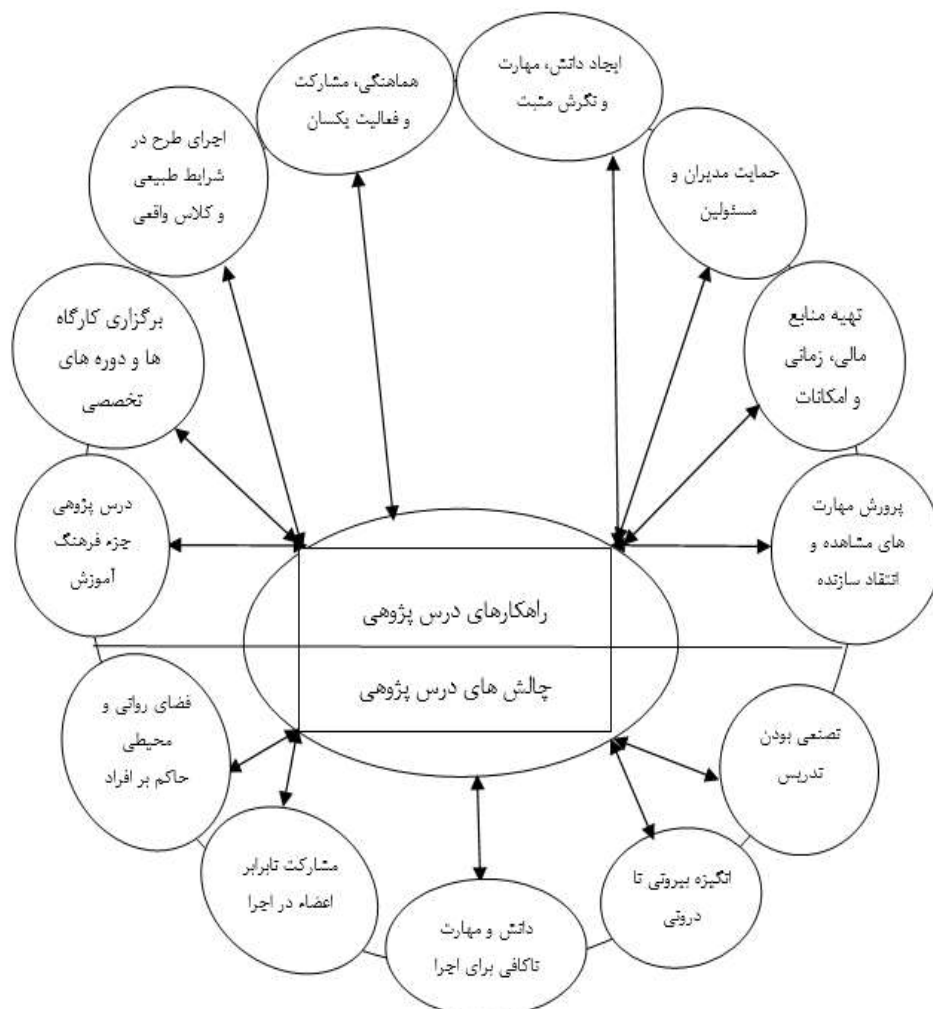 ایجاد دانش، مهارت
و نگرش مثبت
هماهنگی، مشارکت
و فعالیت یکسان
حمایت مدیران و
مسئولین
اجرای طرح در
شرایط طبیعی
و کلاس واقعی
تهیه منابع
مالی، زمانی
و امکانات
برگزاری کارگاه
ها و دوره های
تخصصی
پرورش مهارت
های مشاهده و
انتقاد سازنده
درس پژوهی
جزء فرهنگ
آموزش
راهکارهای درس پژوهی
چالش های درس پژوهی
تصنعی بودن
تدریس
فضای روانی و
محیطی
حاکم بر افراد
انگیزه بیرونی تا
درونی
مشارکت نابرابر
اعضاء در اجرا
دانش و مهارت
ناکافی برای اجرا